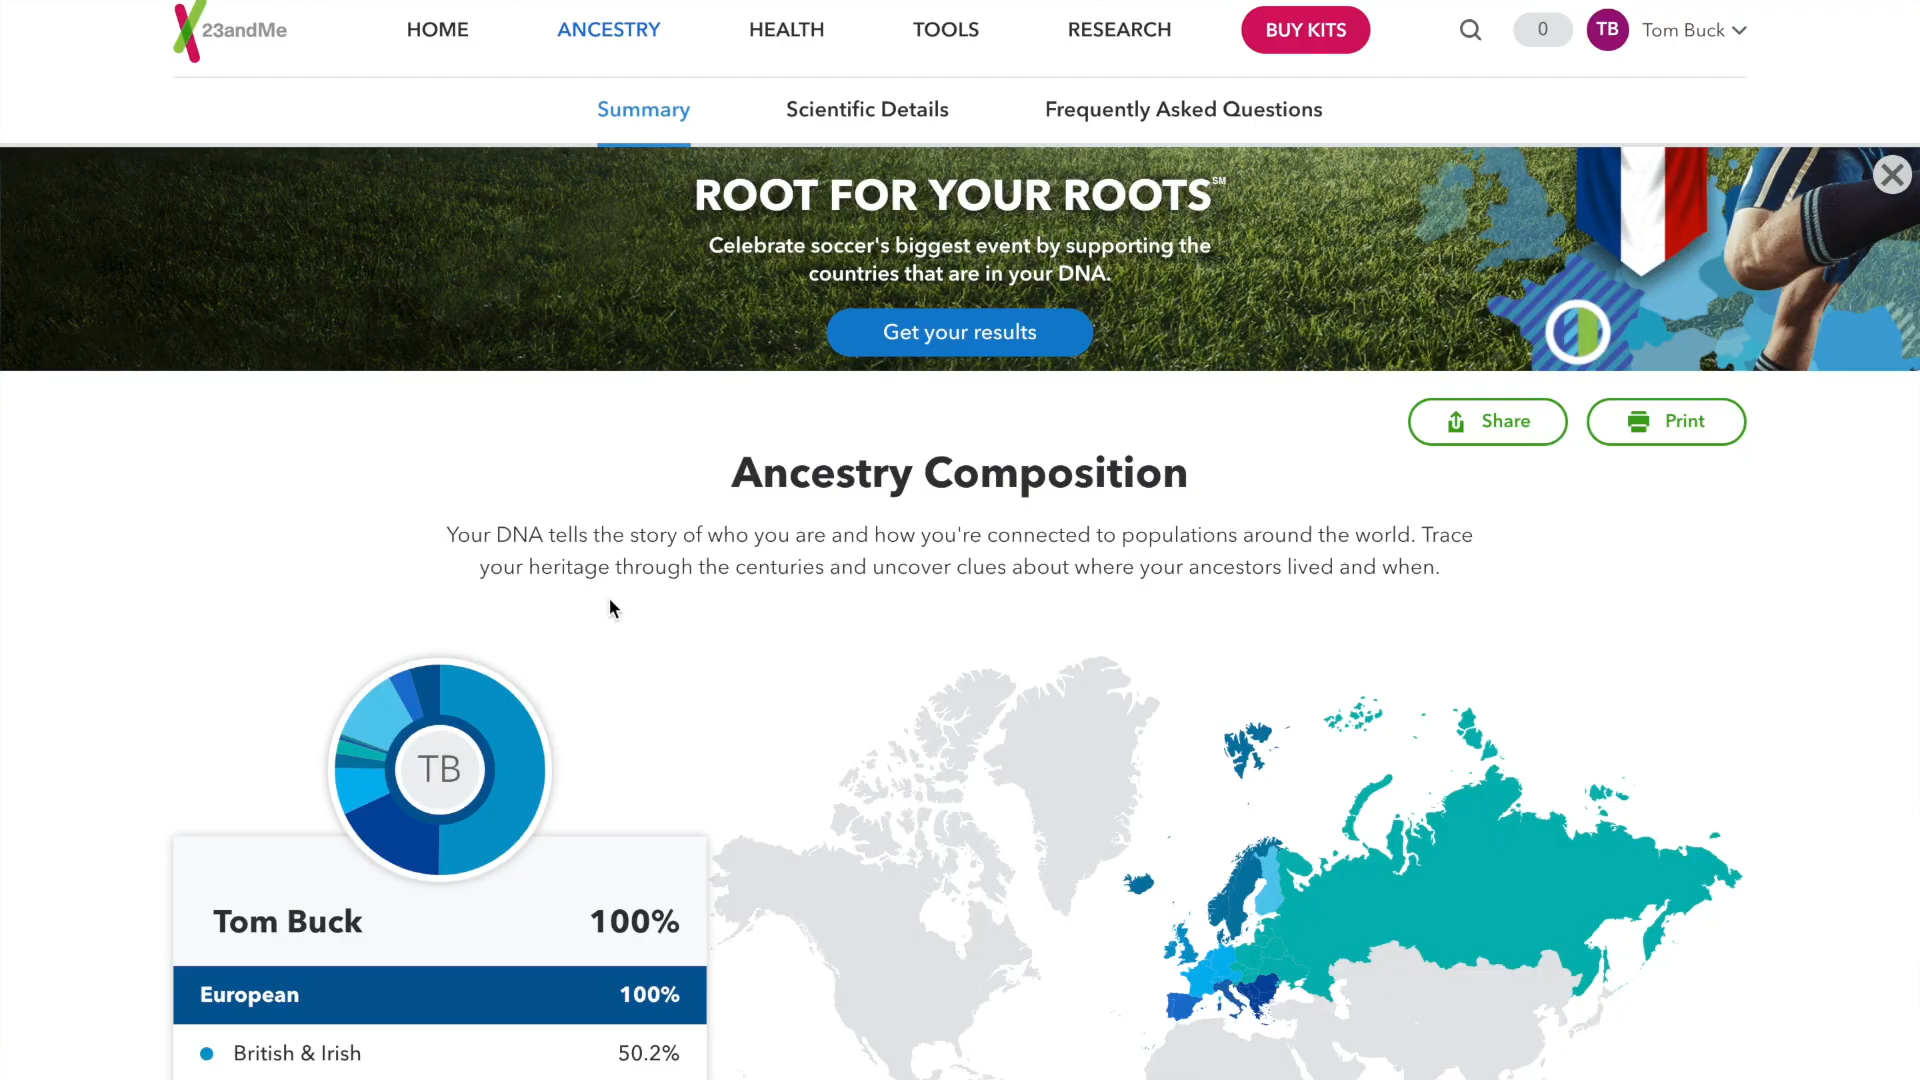 23andMe
HOME
ANCESTRY
HEALTH
TOOLS
RESEARCH
BUY KITS
0
TB
Tom Buck
Summary
Scientific Details
Frequently Asked Questions
ROOT FOR YOUR ROOTS℠
Celebrate soccer's biggest event by supporting the
countries that are in your DNA.
Get your results
Share
Print
Ancestry Composition
Your DNA tells the story of who you are and how you're connected to populations around the world. Trace
your heritage through the centuries and uncover clues about where your ancestors lived and when.
TB
Tom Buck 100%
European 100%
British & Irish 50.2%